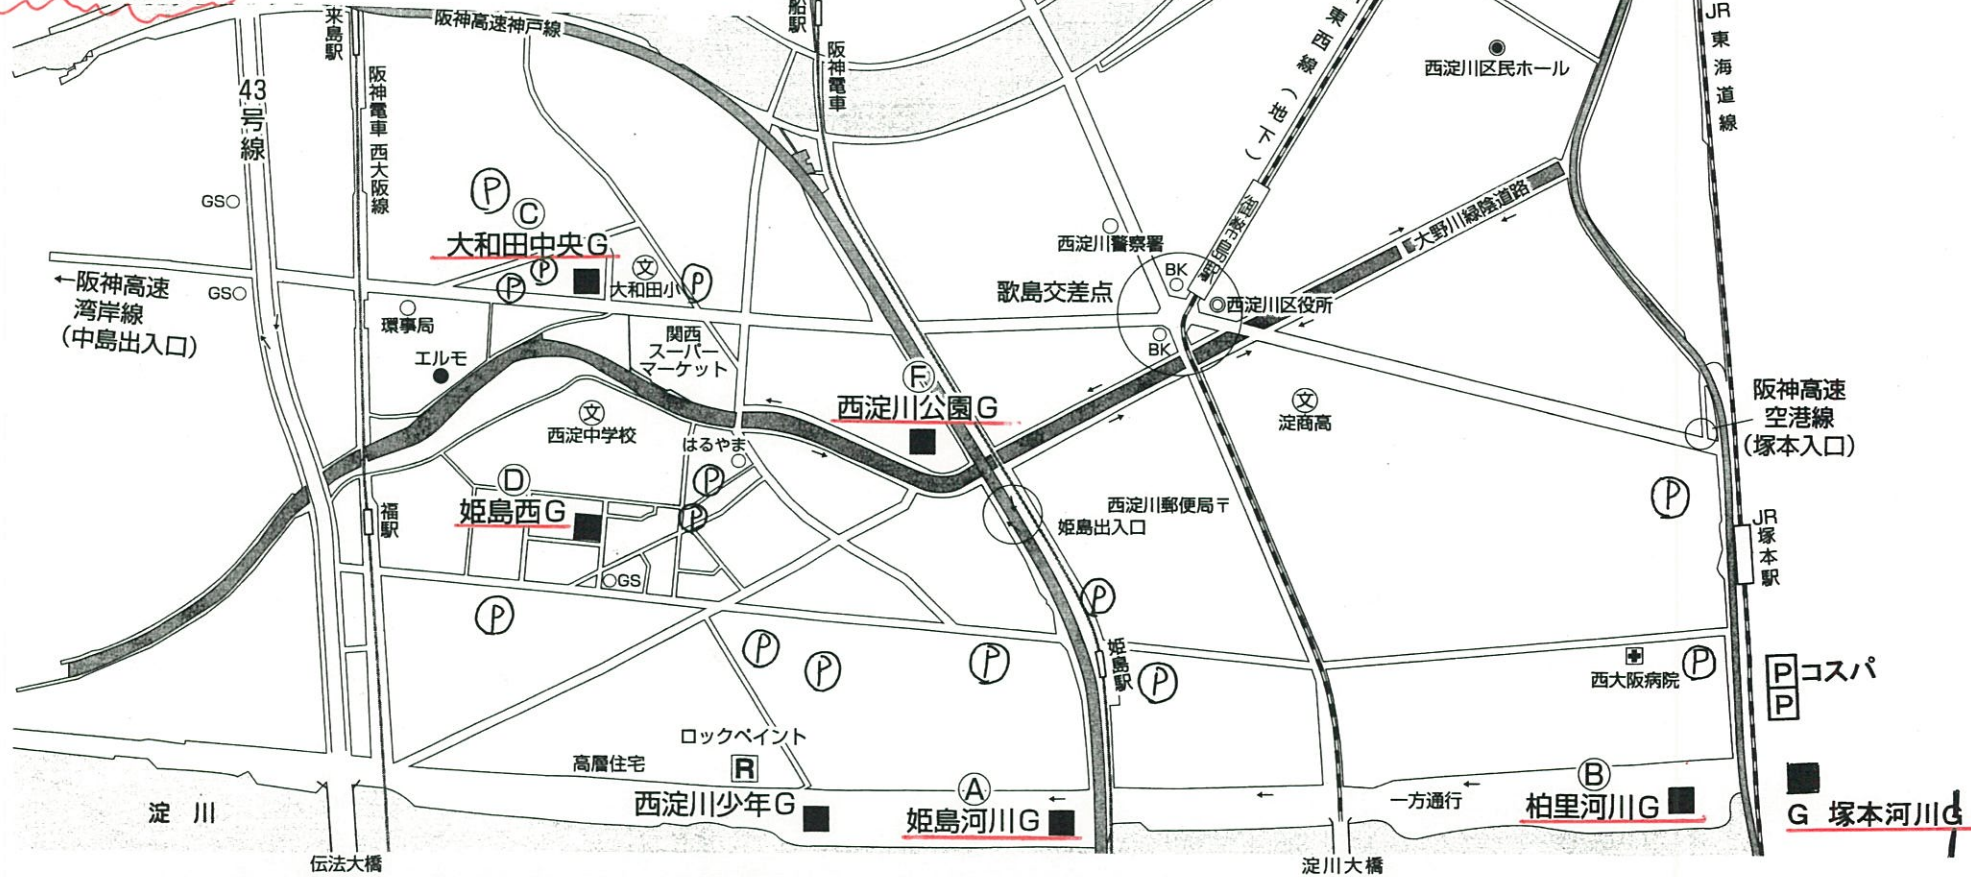 来島駅
阪神高速神戸線
船駅
阪神電車
東西線(地下)
西淀川区民ホール
JR東海道線
43号線
阪神電車 西大阪線
P
C
大和田中央G
GS
GS
P
P
文
大和田小
P
←阪神高速
湾岸線
(中島出入口)
環事局
エルモ
関西
スーパー
マーケット
西淀川警察署
BK
歌島交差点
御幣島駅
西淀川区役所
BK
大野川緑陰道路
F
西淀川公園G
文
淀商高
阪神高速
空港線
(塚本入口)
文
西淀中学校
はるやま
P
D
姫島西G
P
福駅
GS
西淀川郵便局〒
姫島出入口
P
JR塚本駅
P
P
P
P
P
姫島駅
P
西大阪病院
P
P コスパ
P
ロックペイント
R
高層住宅
西淀川少年G
A
姫島河川G
一方通行
B
柏里河川G
G 塚本河川G
淀川
伝法大橋
淀川大橋